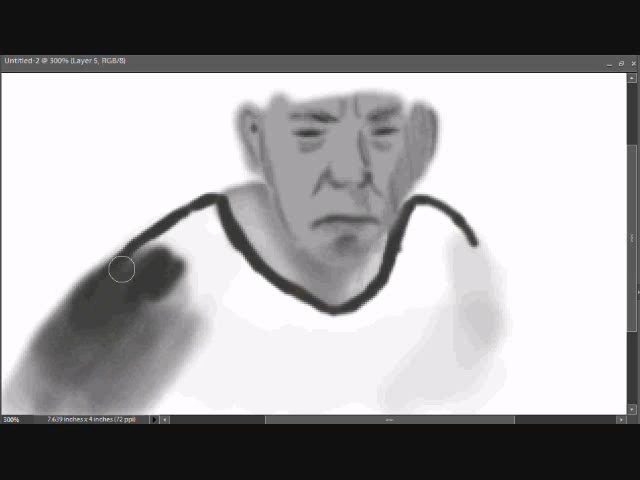 Untitled-2 @ 300% (Layer 5, RGB/8)
300%
7.639 inches x 4 inches (72 ppi)